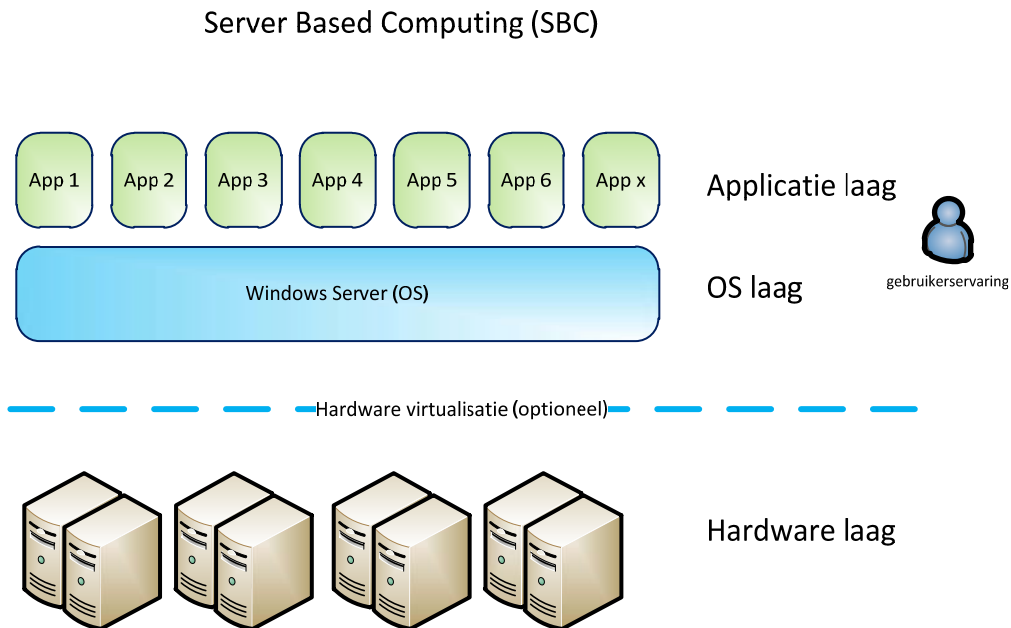 Server Based Computing (SBC)
App 1 App 2 App 3 App 4 App 5 App 6 App x
Applicatie laag
Windows Server (OS)
OS laag
gebruikerservaring
Hardware virtualisatie (optioneel)
Hardware laag